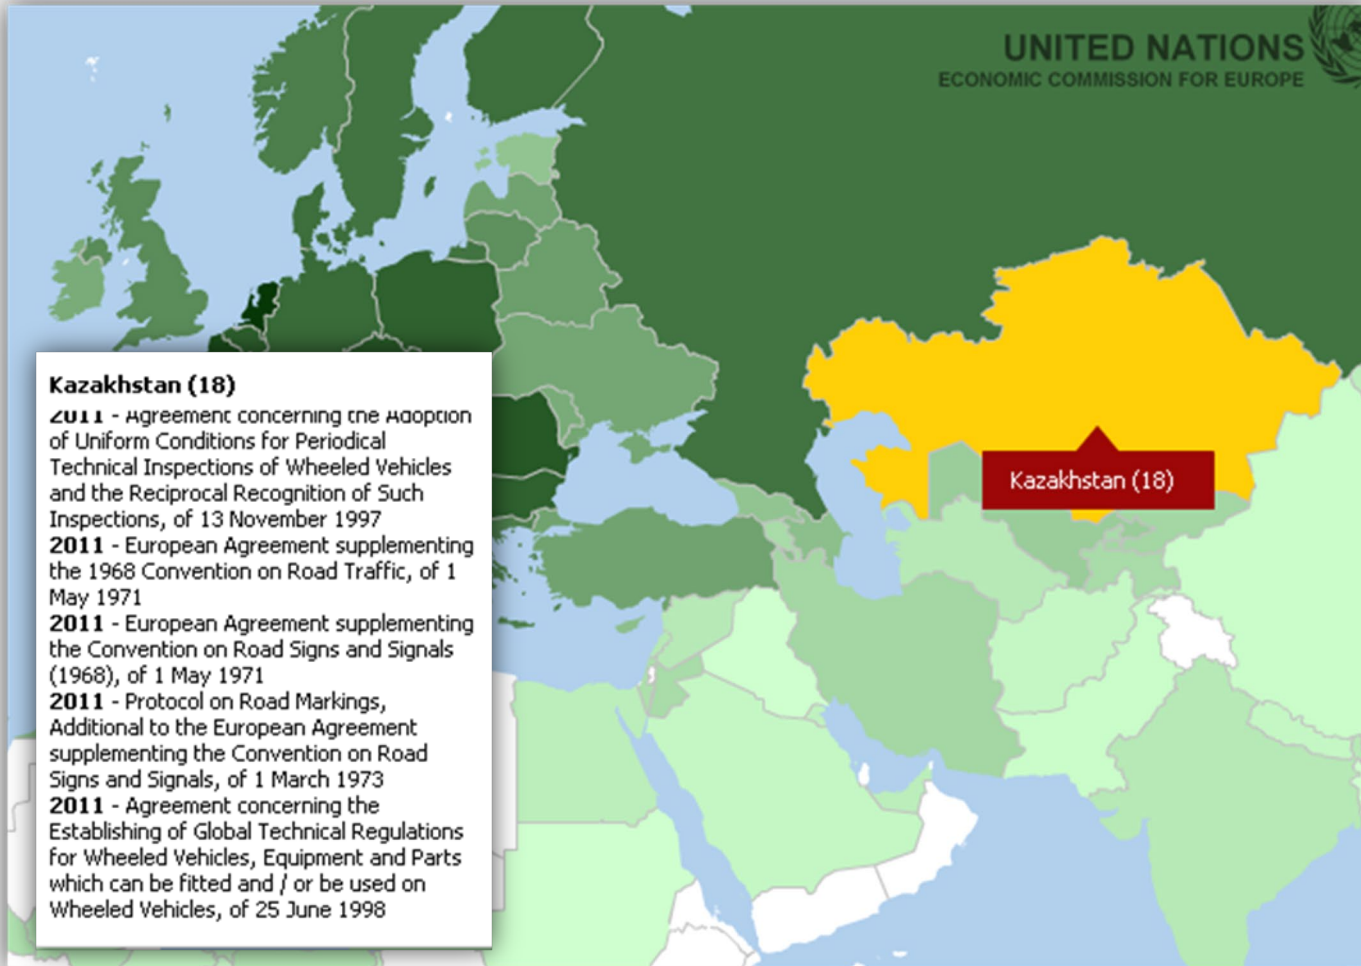 UNITED NATIONS
ECONOMIC COMMISSION FOR EUROPE
Kazakhstan (18)
2011 - Agreement concerning the Adoption
of Uniform Conditions for Periodical
Technical Inspections of Wheeled Vehicles
and the Reciprocal Recognition of Such
Inspections, of 13 November 1997
2011 - European Agreement supplementing
the 1968 Convention on Road Traffic, of 1
May 1971
2011 - European Agreement supplementing
the Convention on Road Signs and Signals
(1968), of 1 May 1971
2011 - Protocol on Road Markings,
Additional to the European Agreement
supplementing the Convention on Road
Signs and Signals, of 1 March 1973
2011 - Agreement concerning the
Establishing of Global Technical Regulations
for Wheeled Vehicles, Equipment and Parts
which can be fitted and / or be used on
Wheeled Vehicles, of 25 June 1998
Kazakhstan (18)